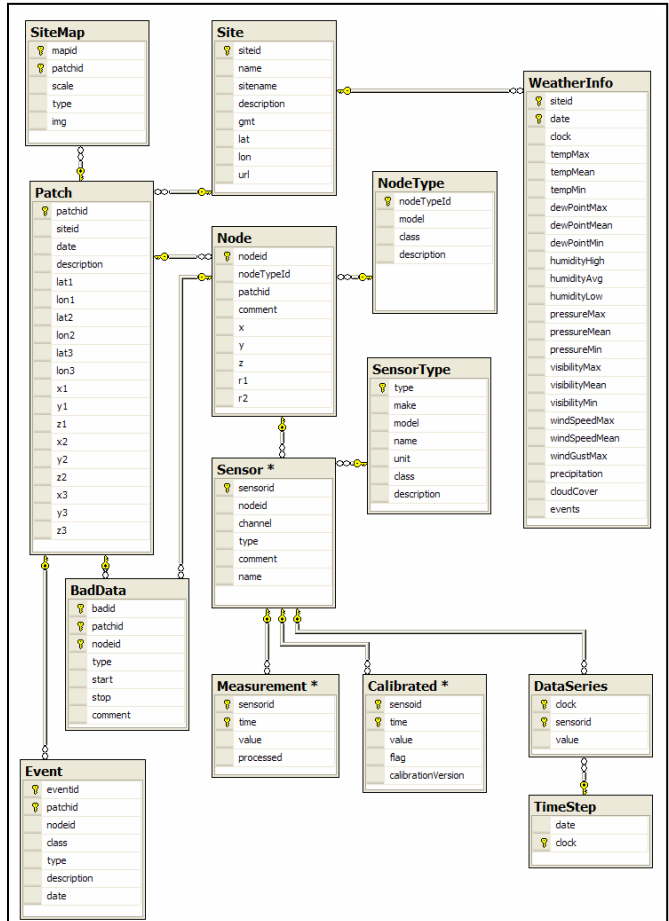 SiteMap
mapid
patchid
scale
type
img
Site
siteid
name
sitename
description
gmt
lat
lon
url
WeatherInfo
siteid
date
clock
tempMax
tempMean
tempMin
dewPointMax
dewPointMean
dewPointMin
humidityHigh
humidityAvg
humidityLow
pressureMax
pressureMean
pressureMin
visibilityMax
visibilityMean
visibilityMin
windSpeedMax
windSpeedMean
windGustMax
precipitation
cloudCover
events
Patch
patchid
siteid
date
description
lat1
lon1
lat2
lon2
lat3
lon3
x1
y1
z1
x2
y2
z2
x3
y3
z3
Node
nodeid
nodeTypeId
patchid
comment
x
y
z
r1
r2
NodeType
nodeTypeId
model
class
description
SensorType
type
make
model
name
unit
class
description
Sensor *
sensorid
nodeid
channel
type
comment
name
BadData
badid
patchid
nodeid
type
start
stop
comment
Measurement *
sensorid
time
value
processed
Calibrated *
sensoid
time
value
flag
calibrationVersion
DataSeries
clock
sensorid
value
Event
eventid
patchid
nodeid
class
type
description
date
TimeStep
date
clock